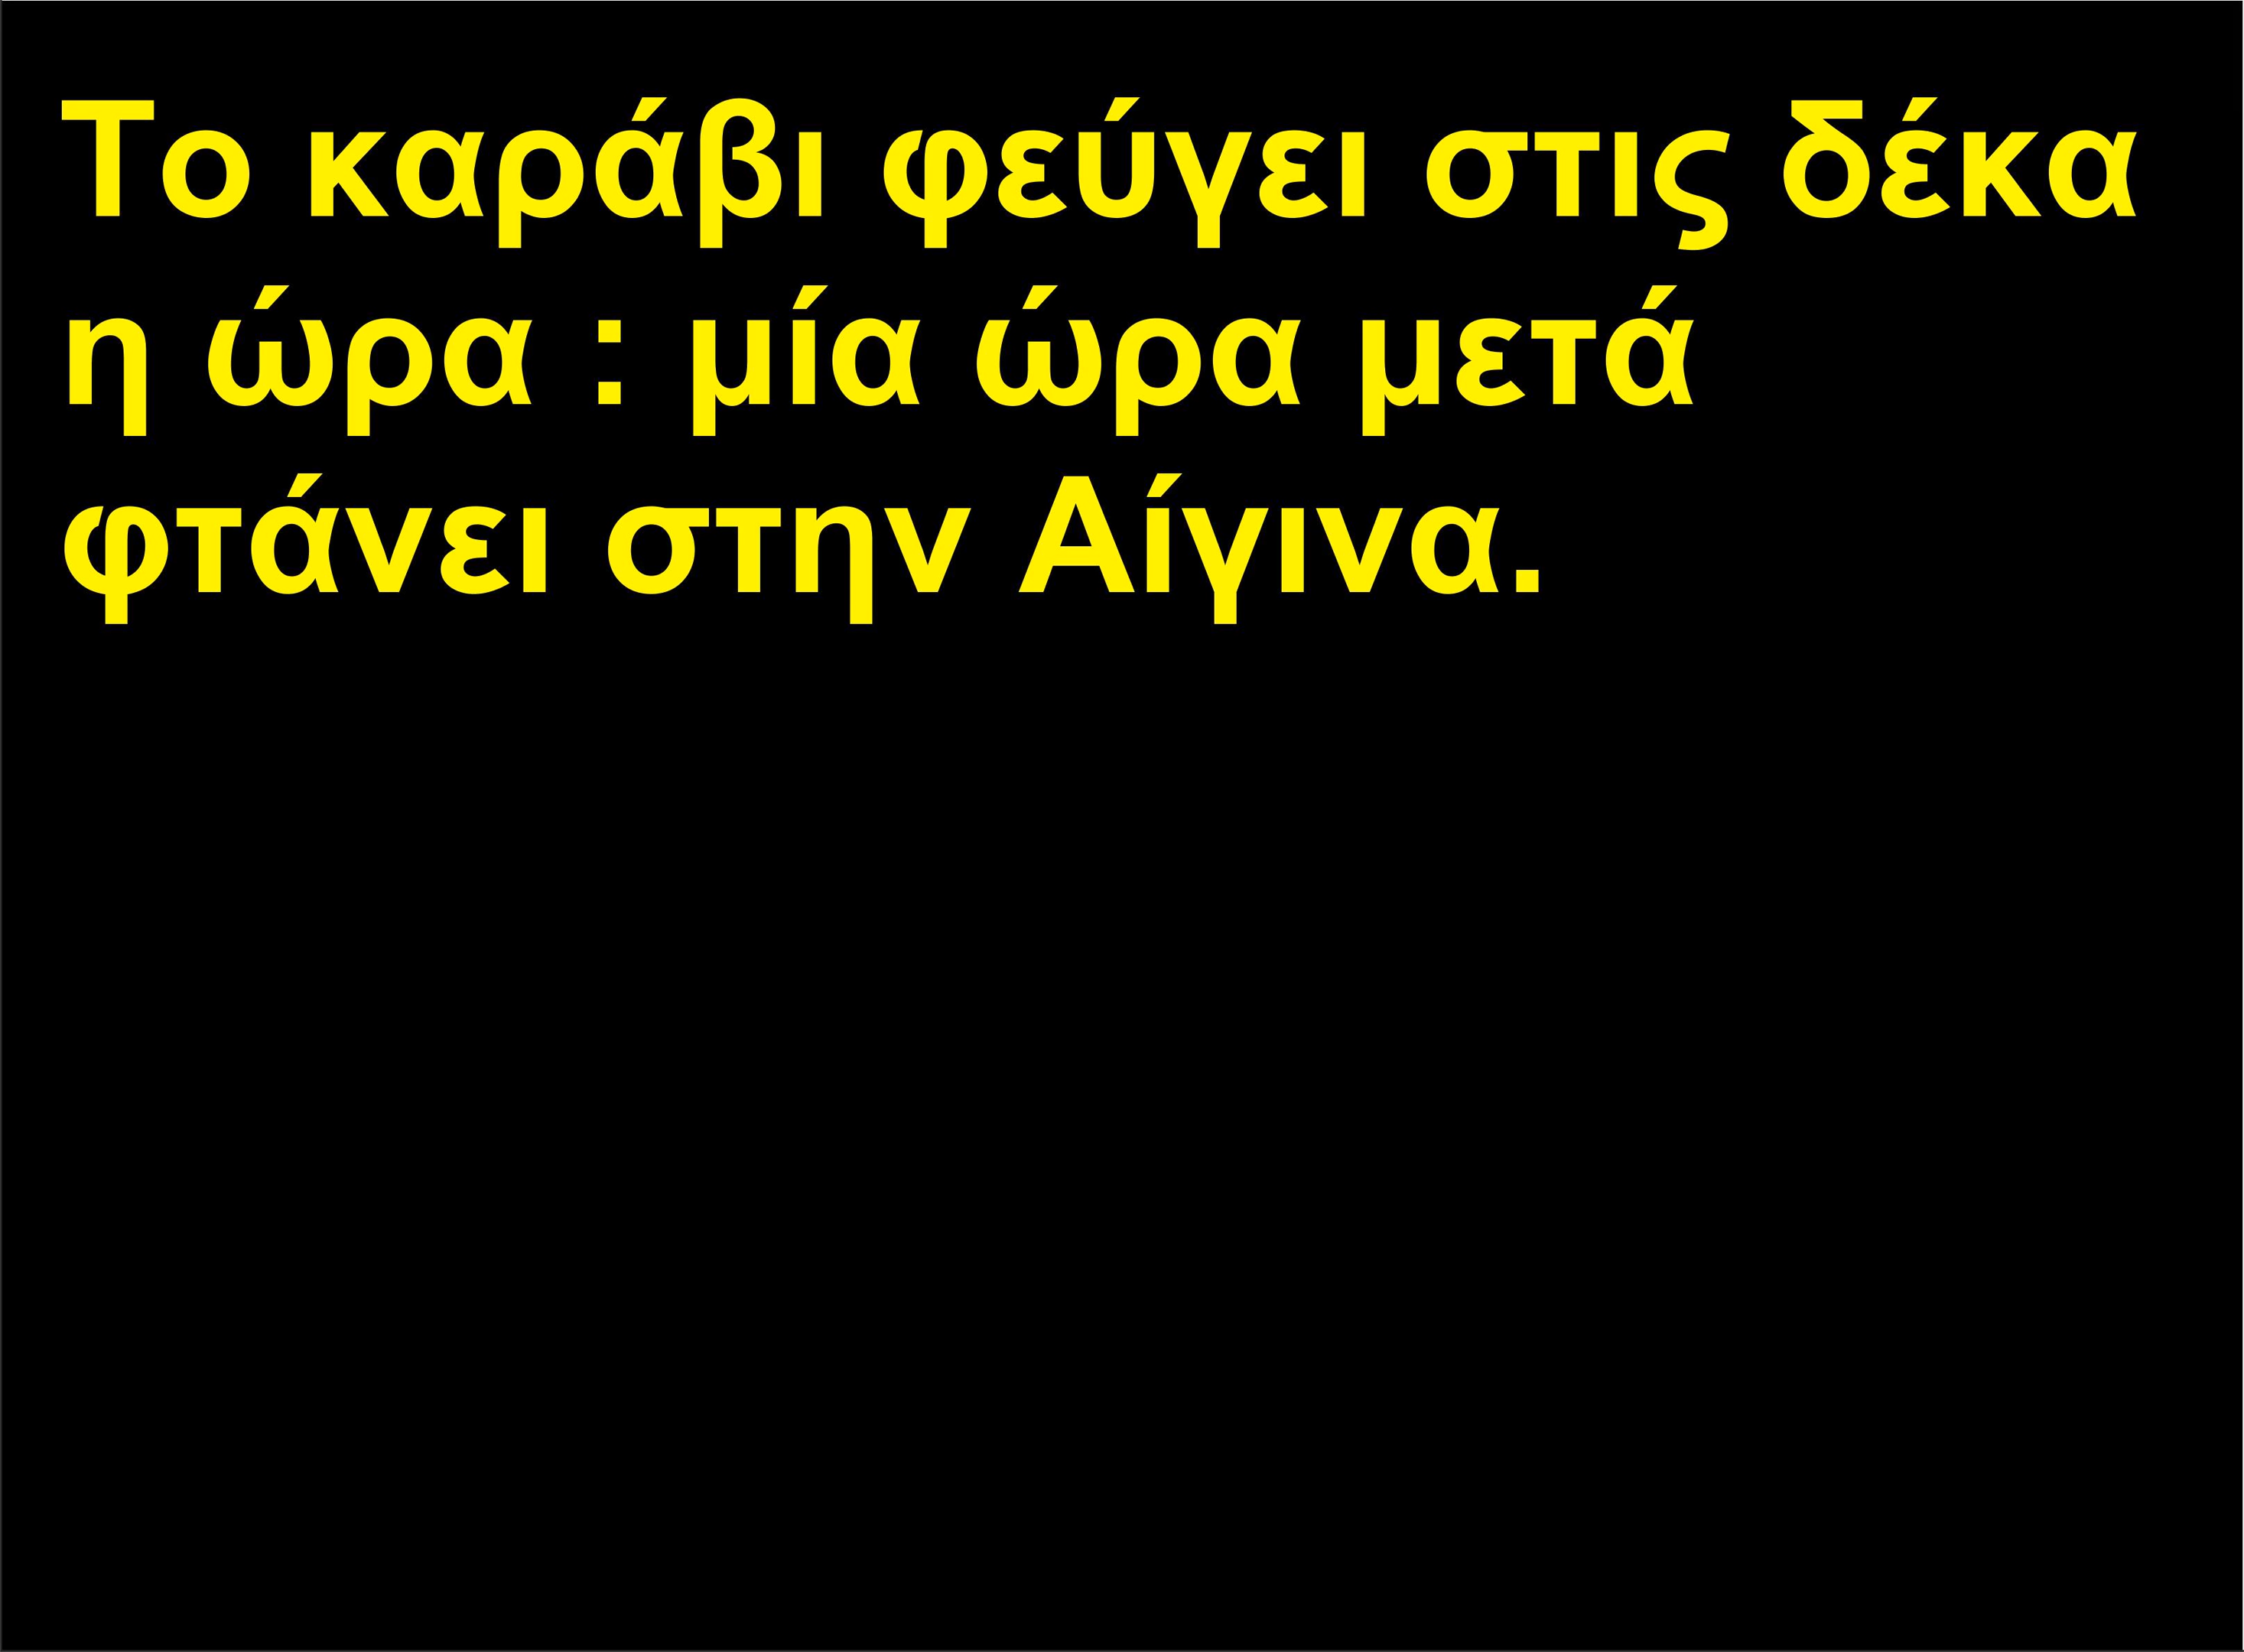 Το καράβι φεύγει στις δέκα
η ώρα : μία ώρα μετά
φτάνει στην Αίγινα.